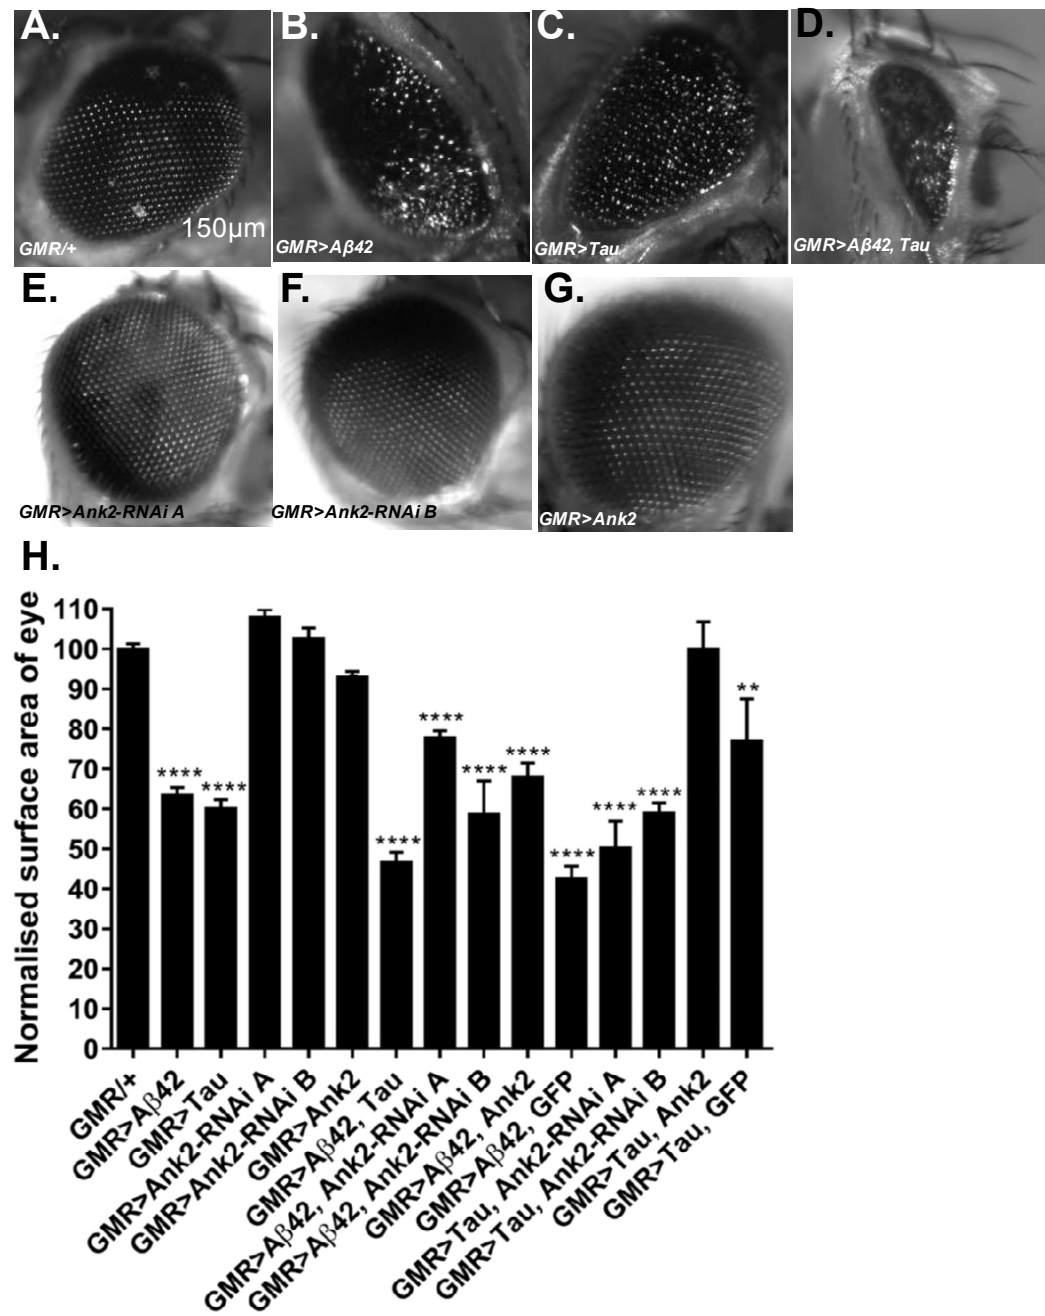 A. B. C. D.
150µm
GMR/+ GMR>Aβ42 GMR>Tau GMR>Aβ42, Tau
E. F. G.
GMR>Ank2-RNAi A GMR>Ank2-RNAi B GMR>Ank2
H.
Normalised surface area of eye
110
100
90
80
70
60
50
40
30
20
10
0
**** **** **** **** **** **** **** **** **** **
GMR/+
GMR>Aβ42
GMR>Tau
GMR>Ank2-RNAi A
GMR>Ank2-RNAi B
GMR>Ank2
GMR>Aβ42, Tau
GMR>Aβ42, Ank2-RNAi A
GMR>Aβ42, Ank2-RNAi B
GMR>Aβ42, Ank2
GMR>Aβ42, GFP
GMR>Tau, Ank2-RNAi A
GMR>Tau, Ank2-RNAi B
GMR>Tau, Ank2
GMR>Tau, GFP